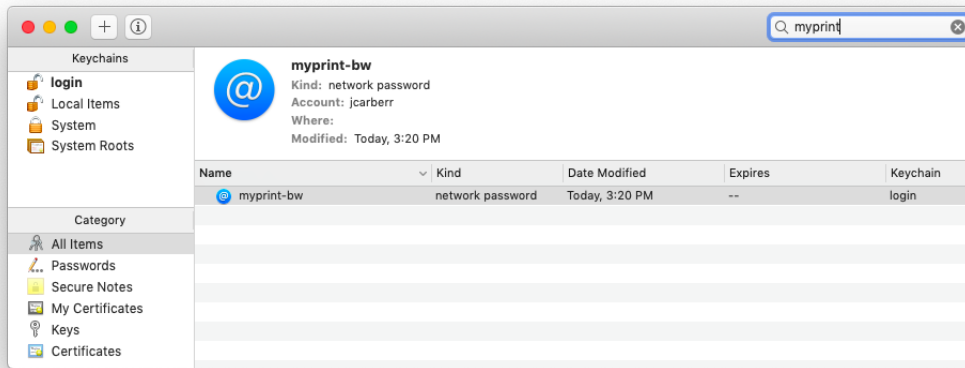 myprint
Keychains
login
Local Items
System
System Roots
myprint-bw
Kind: network password
Account: jcarberr
Where:
Modified: Today, 3:20 PM
Name Kind Date Modified Expires Keychain
@ myprint-bw network password Today, 3:20 PM -- login
Category
All Items
Passwords
Secure Notes
My Certificates
Keys
Certificates